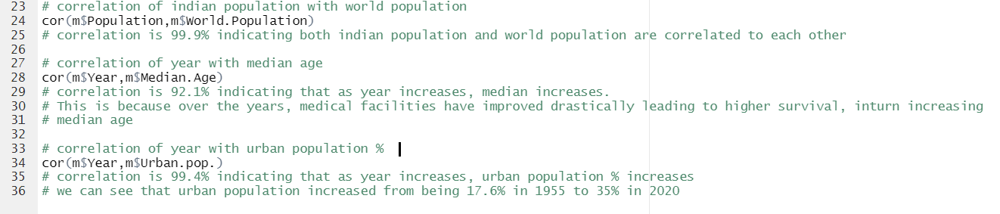 23 # correlation of indian population with world population
24 cor(m$Population,m$World.Population)
25 # correlation is 99.9% indicating both indian population and world population are correlated to each other
26
27 # correlation of year with median age
28 cor(m$Year,m$Median.Age)
29 # correlation is 92.1% indicating that as year increases, median increases.
30 # This is because over the years, medical facilities have improved drastically leading to higher survival, inturn increasing
31 # median age
32
33 # correlation of year with urban population %
34 cor(m$Year,m$Urban.pop.)
35 # correlation is 99.4% indicating that as year increases, urban population % increases
36 # we can see that urban population increased from being 17.6% in 1955 to 35% in 2020